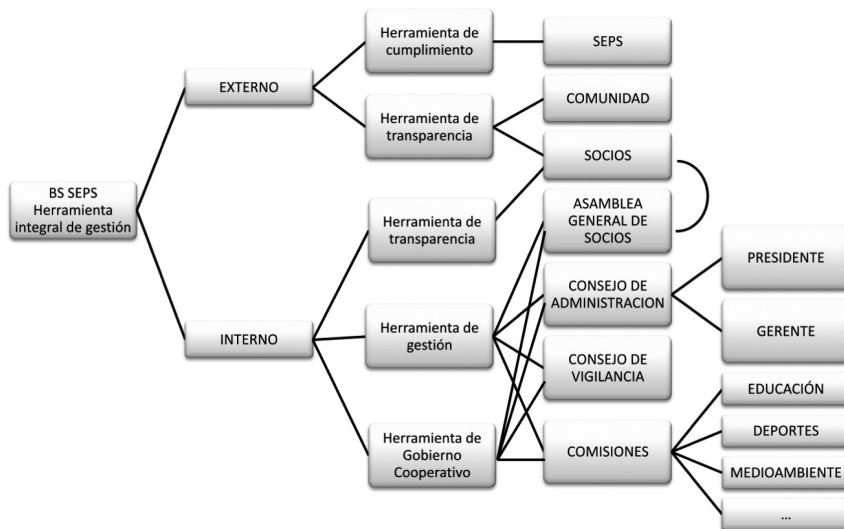 BS SEPS
Herramienta
integral de gestión
EXTERNO
INTERNO
Herramienta de
cumplimiento
Herramienta de
transparencia
Herramienta de
transparencia
Herramienta de
gestión
Herramienta de
Gobierno
Cooperativo
SEPS
COMUNIDAD
SOCIOS
ASAMBLEA
GENERAL DE
SOCIOS
CONSEJO DE
ADMINISTRACION
CONSEJO DE
VIGILANCIA
COMISIONES
PRESIDENTE
GERENTE
EDUCACIÓN
DEPORTES
MEDIOAMBIENTE
...